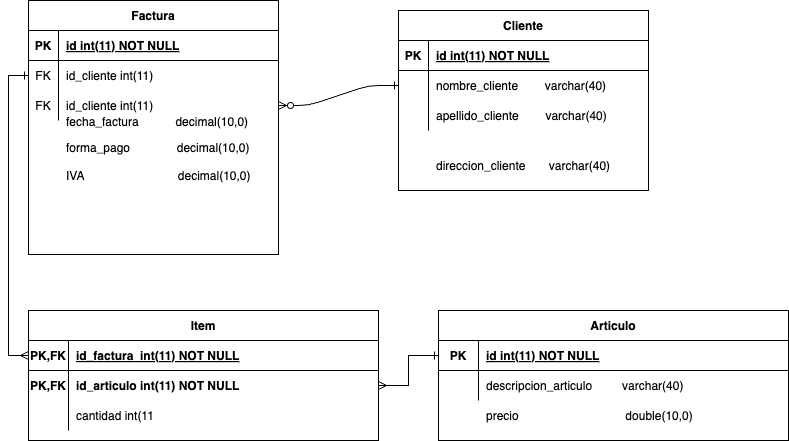 Factura
PK id int(11) NOT NULL
FK id_cliente int(11)
FK id_cliente int(11)
fecha_factura decimal(10,0)
forma_pago decimal(10,0)
IVA decimal(10,0)
Cliente
PK id int(11) NOT NULL
nombre_cliente varchar(40)
apellido_cliente varchar(40)
direccion_cliente varchar(40)
Item
PK,FK id_factura int(11) NOT NULL
PK,FK id_articulo int(11) NOT NULL
cantidad int(11
Articulo
PK id int(11) NOT NULL
descripcion_articulo varchar(40)
precio double(10,0)